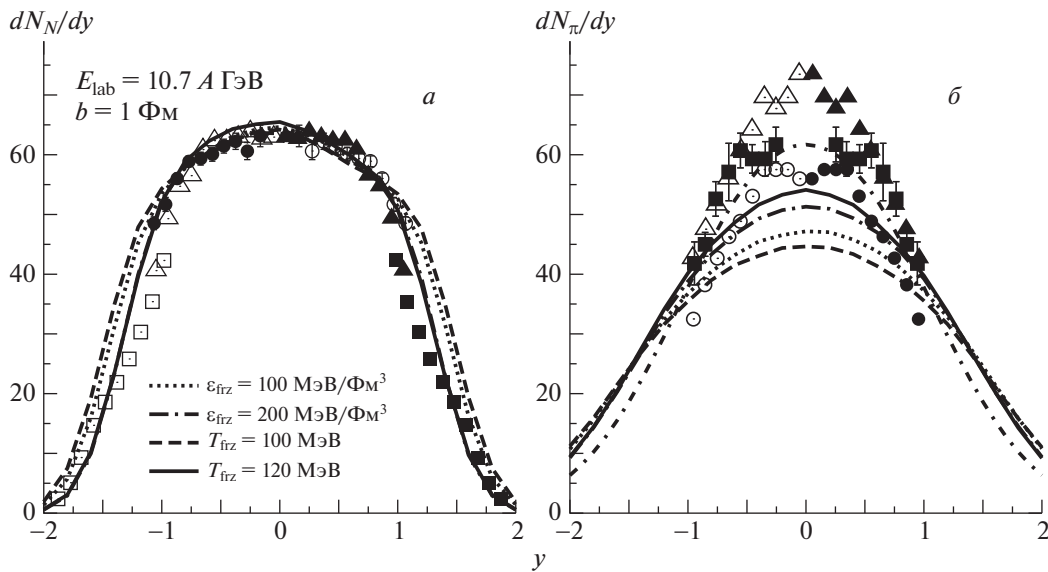 dN_N/dy
dN_π/dy
E_lab = 10.7 A ГэВ
b = 1 Фм
а
б
60
40
20
0
60
40
20
0
ε_frz = 100 МэВ/Фм³
ε_frz = 200 МэВ/Фм³
T_frz = 100 МэВ
T_frz = 120 МэВ
−2 −1 0 1 2
−2 −1 0 1 2
y